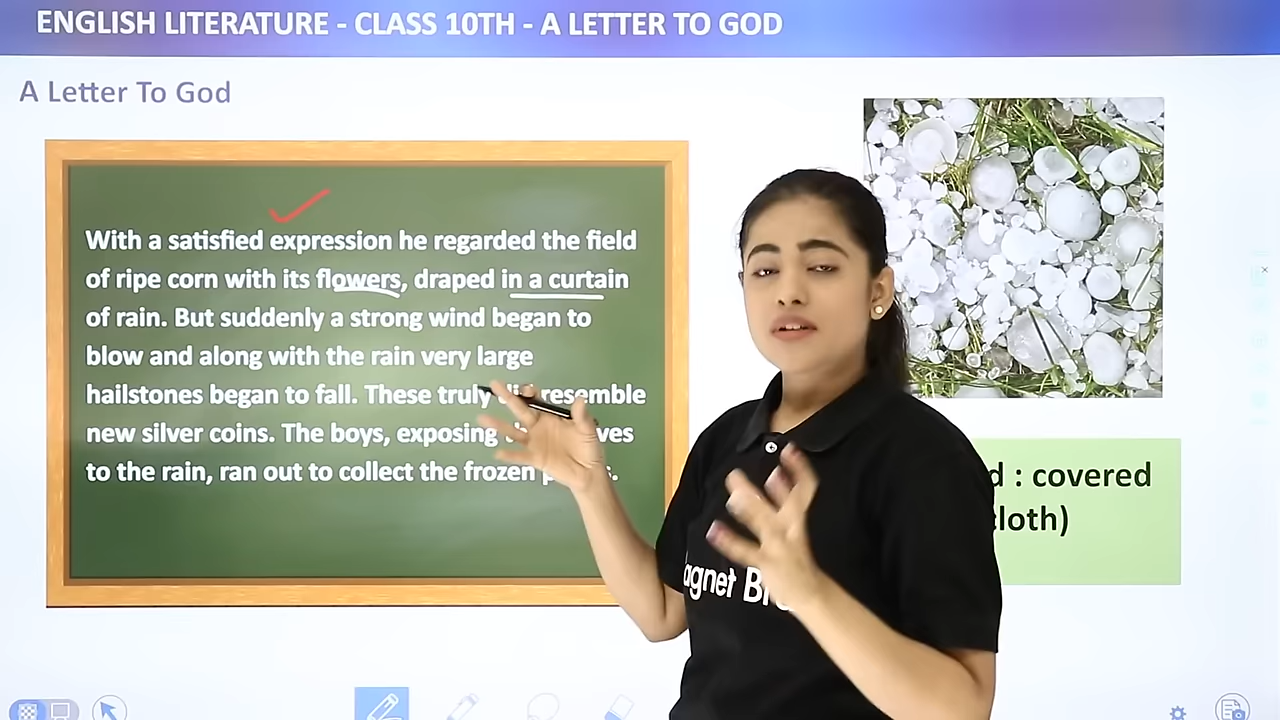 ENGLISH LITERATURE - CLASS 10TH - A LETTER TO GOD
A Letter To God
With a satisfied expression he regarded the field
of ripe corn with its flowers, draped in a curtain
of rain. But suddenly a strong wind began to
blow and along with the rain very large
hailstones began to fall. These truly did resemble
new silver coins. The boys, exposing
to the rain, ran out to collect the frozen
: covered
cloth)